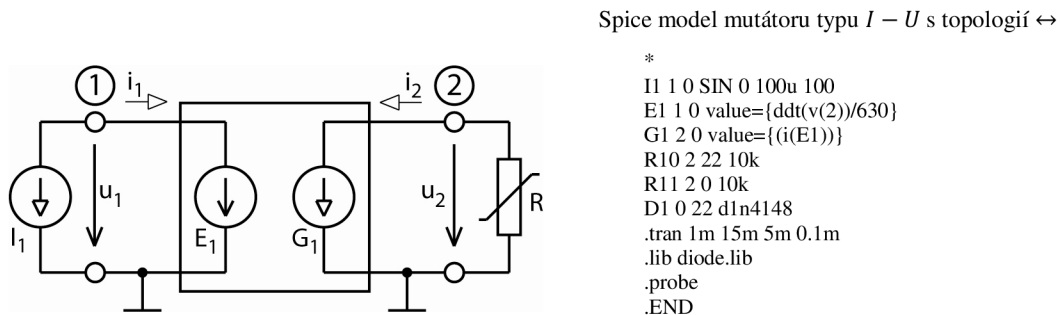 Spice model mutátoru typu I − U s topologií ↔
*
I1 1 0 SIN 0 100u 100
E1 1 0 value={ddt(v(2))/630}
G1 2 0 value={(i(E1))}
R10 2 22 10k
R11 2 0 10k
D1 0 22 d1n4148
.tran 1m 15m 5m 0.1m
.lib diode.lib
.probe
.END
1 i1 i2 2
u1 u2 R
I1 E1 G1